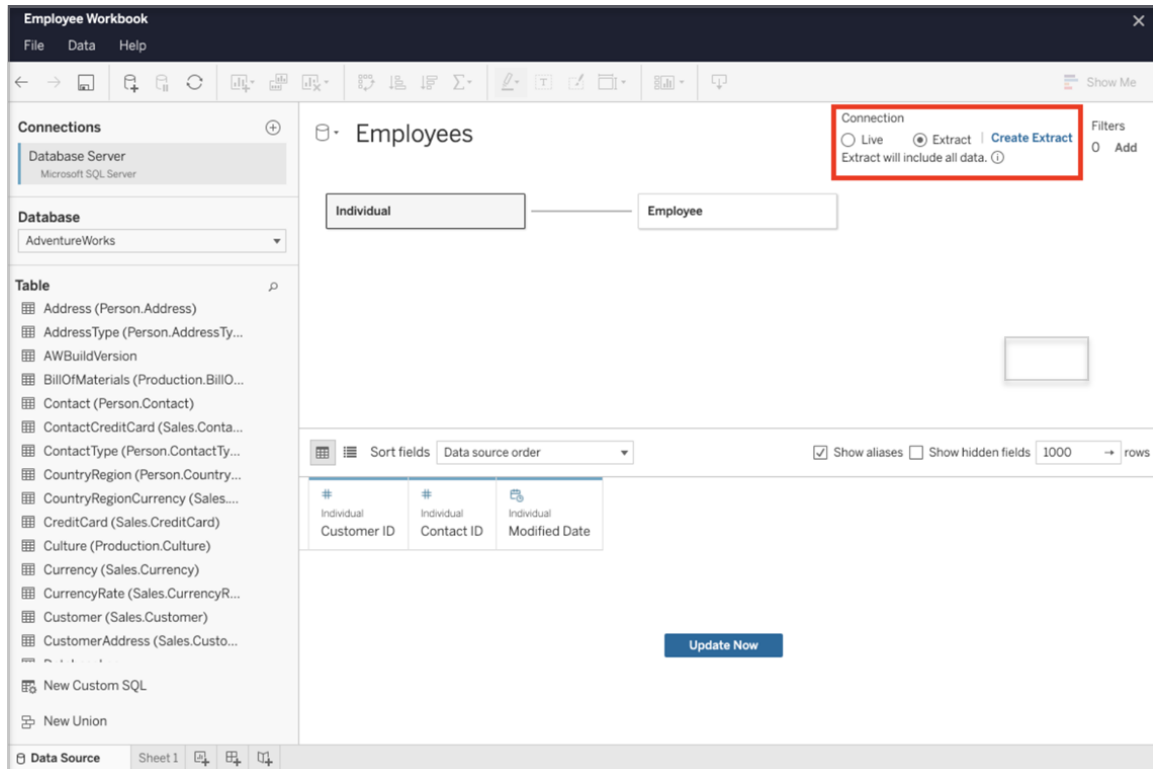 Employee Workbook
File Data Help
Show Me
Connections
Database Server
Microsoft SQL Server
Database
AdventureWorks
Table
Address (Person.Address)
AddressType (Person.AddressTy...
AWBuildVersion
BillOfMaterials (Production.BillO...
Contact (Person.Contact)
ContactCreditCard (Sales.Conta...
ContactType (Person.ContactTy...
CountryRegion (Person.Country...
CountryRegionCurrency (Sales....
CreditCard (Sales.CreditCard)
Culture (Production.Culture)
Currency (Sales.Currency)
CurrencyRate (Sales.CurrencyR...
Customer (Sales.Customer)
CustomerAddress (Sales.Custo...
New Custom SQL
New Union
Employees
Connection
Live Extract | Create Extract
Extract will include all data.
Filters
0 Add
Individual Employee
Sort fields Data source order Show aliases Show hidden fields 1000 → rows
# # 
Individual Individual Individual
Customer ID Contact ID Modified Date
Update Now
Data Source Sheet 1